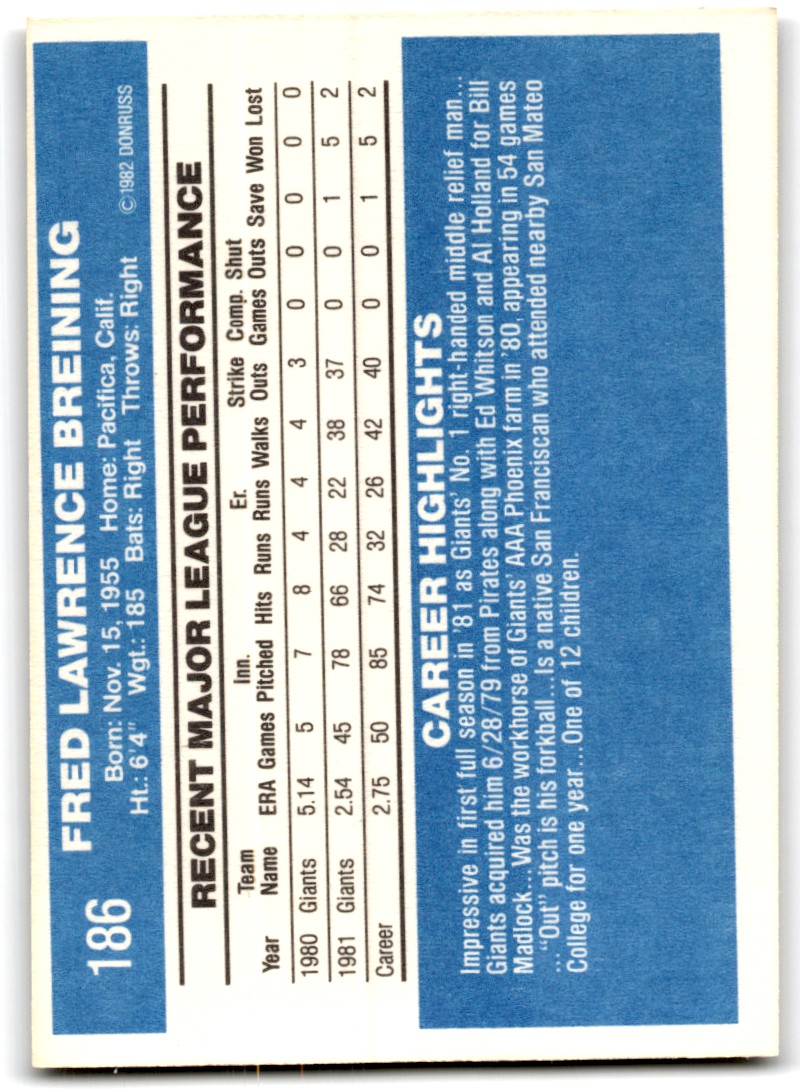 186
FRED LAWRENCE BREINING
Born: Nov. 15, 1955 Home: Pacifica, Calif.
Ht.: 6'4" Wgt.: 185 Bats: Right Throws: Right © 1982 DONRUSS
RECENT MAJOR LEAGUE PERFORMANCE
Team Inn. Er. Strike Comp. Shut
Year Name ERA Games Pitched Hits Runs Runs Walks Outs Games Outs Save Won Lost
1980 Giants 5.14 5 7 8 4 4 4 3 0 0 0 0 0
1981 Giants 2.54 45 78 66 28 22 38 37 0 0 1 5 2
Career 2.75 50 85 74 32 26 42 40 0 0 1 5 2
CAREER HIGHLIGHTS
Impressive in first full season in '81 as Giants' No. 1 right-handed middle relief man...
Giants acquired him 6/28/79 from Pirates along with Ed Whitson and Al Holland for Bill
Madlock...Was the workhorse of Giants' AAA Phoenix farm in '80, appearing in 54 games
..."Out" pitch is his forkball...Is a native San Franciscan who attended nearby San Mateo
College for one year...One of 12 children.